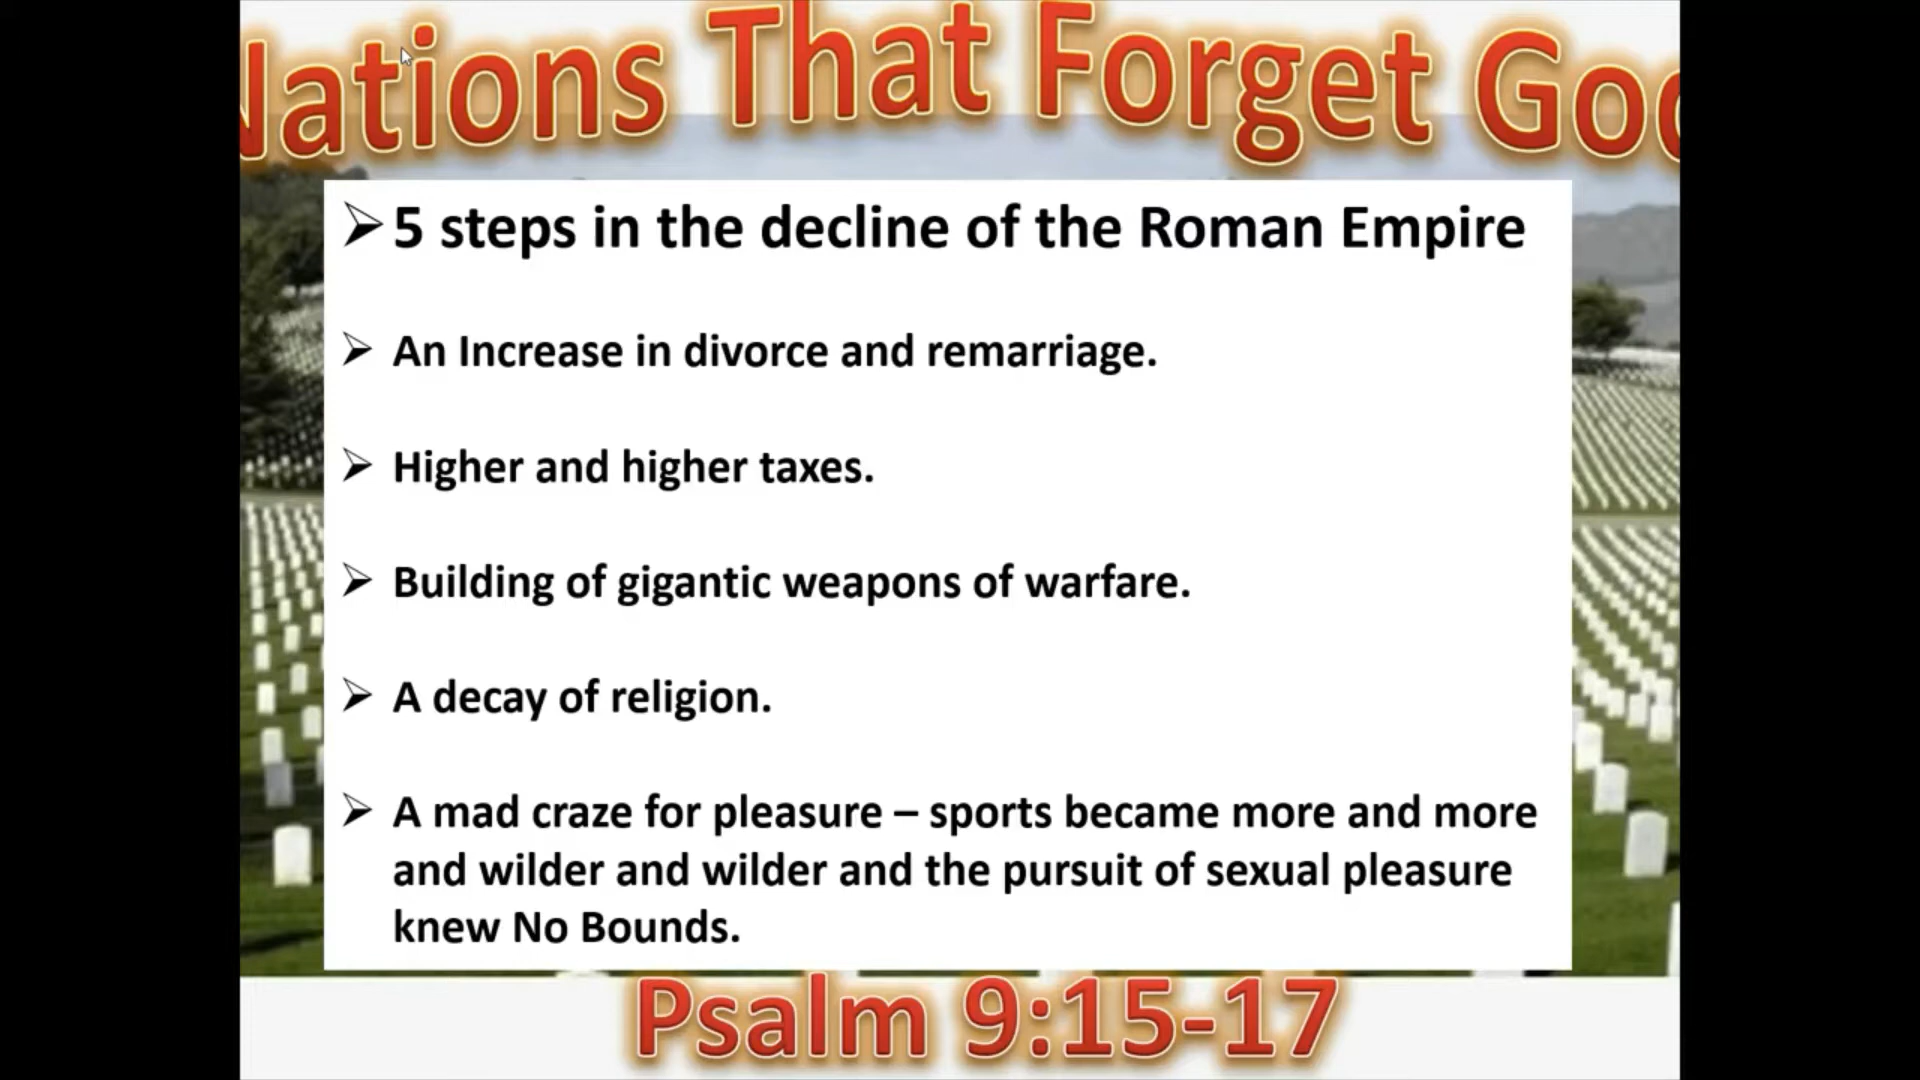 Nations That Forget God
➢5 steps in the decline of the Roman Empire
➢ An Increase in divorce and remarriage.
➢ Higher and higher taxes.
➢ Building of gigantic weapons of warfare.
➢ A decay of religion.
➢ A mad craze for pleasure – sports became more and more
and wilder and wilder and the pursuit of sexual pleasure
knew No Bounds.
Psalm 9:15-17